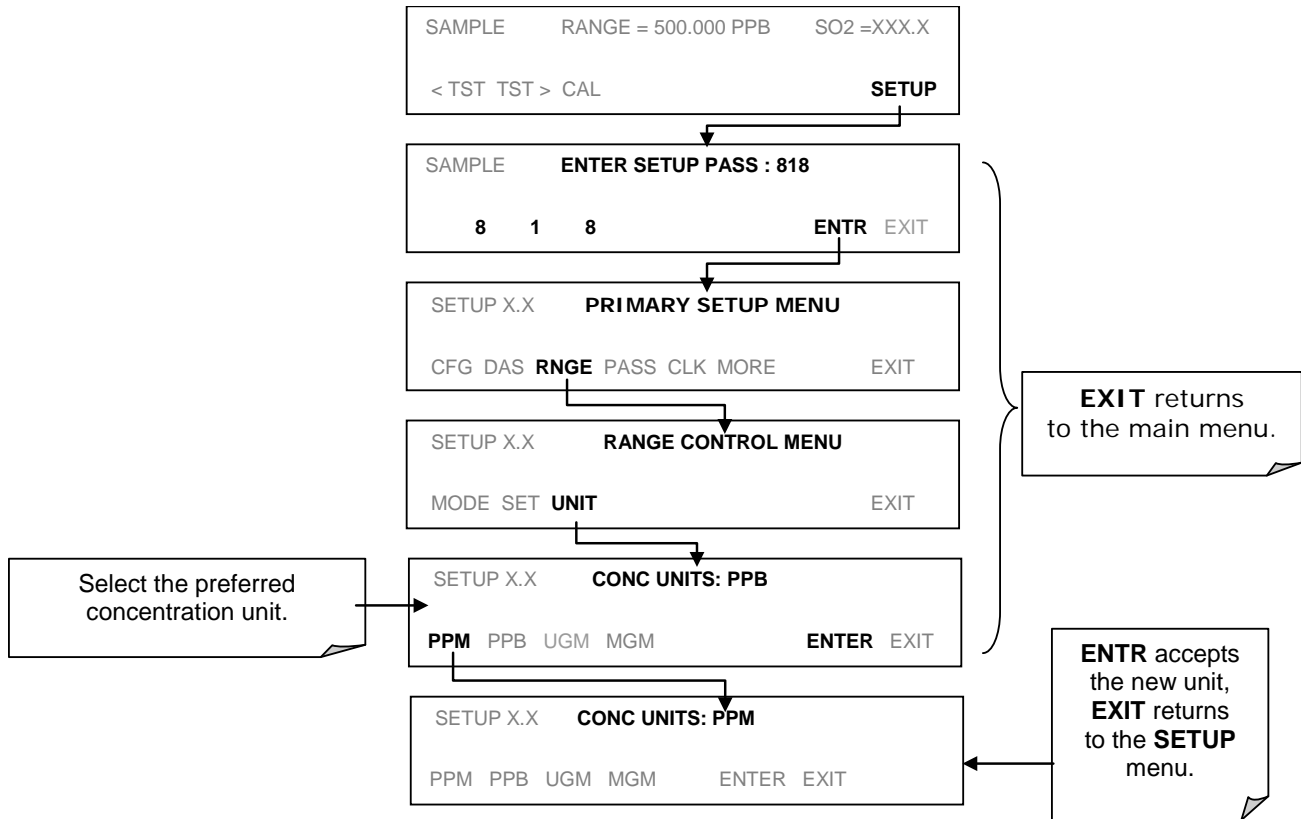 SAMPLE RANGE = 500.000 PPB SO2 =XXX.X
< TST TST > CAL SETUP
SAMPLE ENTER SETUP PASS : 818
8 1 8 ENTR EXIT
SETUP X.X PRIMARY SETUP MENU
CFG DAS RNGE PASS CLK MORE EXIT
EXIT returns
to the main menu.
SETUP X.X RANGE CONTROL MENU
MODE SET UNIT EXIT
Select the preferred
concentration unit.
SETUP X.X CONC UNITS: PPB
PPM PPB UGM MGM ENTER EXIT
SETUP X.X CONC UNITS: PPM
PPM PPB UGM MGM ENTER EXIT
ENTR accepts
the new unit,
EXIT returns
to the SETUP
menu.